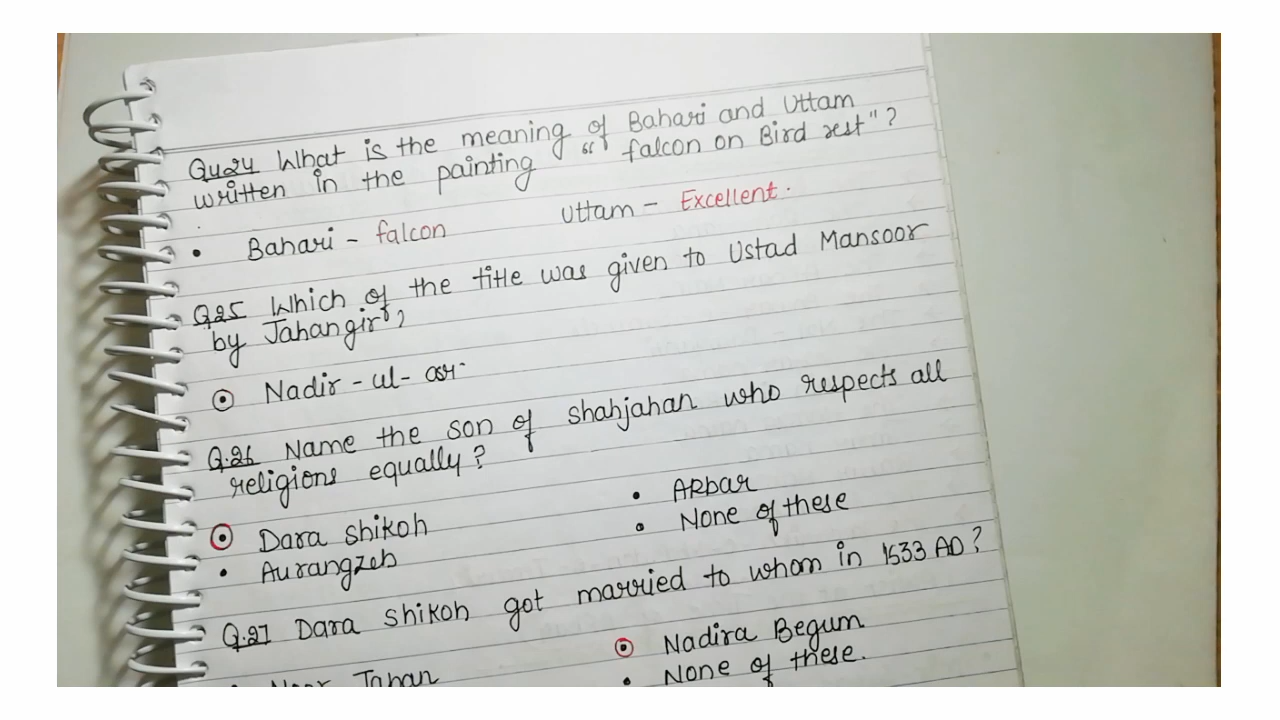 Qu24 What is the meaning of Bahari and Uttam
written in the painting " falcon on Bird rest"?
• Bahari - falcon Uttam - Excellent.
Q25 Which of the title was given to Ustad Mansoor
by Jahangir?
Nadir-ul-asr
Q.26 Name the son of Shahjahan who respects all
religions equally?
Dara Shikoh • Akbar
• Aurangzeb • None of these
Q.27 Dara Shikoh got married to whom in 1533 AD?
Nadira Begum
• Noor Jahan • None of these.